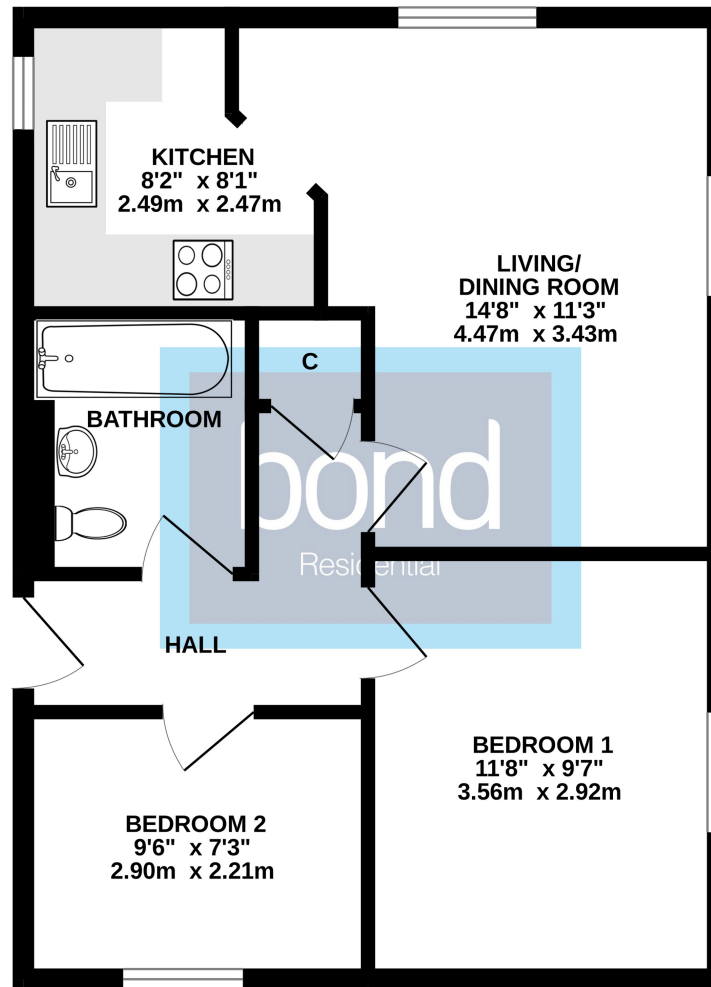 KITCHEN
8'2" x 8'1"
2.49m x 2.47m
LIVING/
DINING ROOM
14'8" x 11'3"
4.47m x 3.43m
C
BATHROOM
bond
Residential
HALL
BEDROOM 1
11'8" x 9'7"
3.56m x 2.92m
BEDROOM 2
9'6" x 7'3"
2.90m x 2.21m